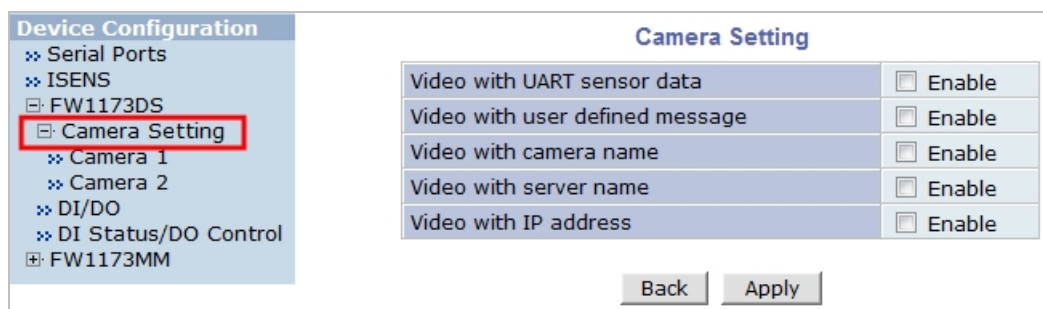 Device Configuration
Serial Ports
ISENS
FW1173DS
Camera Setting
Camera 1
Camera 2
DI/DO
DI Status/DO Control
FW1173MM
Camera Setting
Video with UART sensor data Enable
Video with user defined message Enable
Video with camera name Enable
Video with server name Enable
Video with IP address Enable
Back Apply